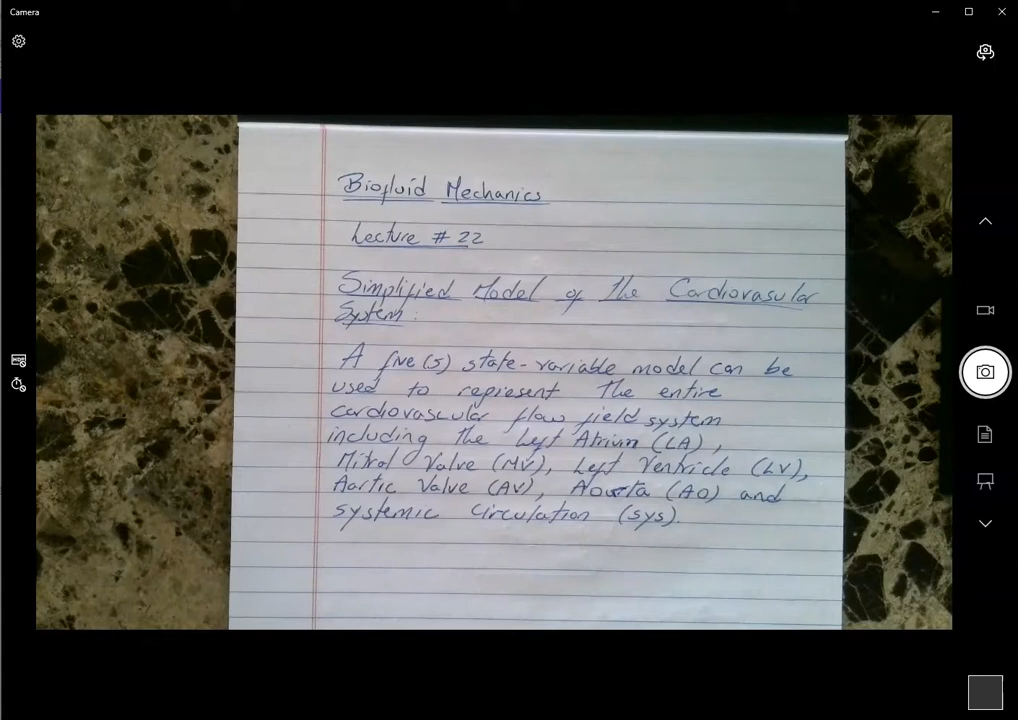 Camera
Biofluid Mechanics
Lecture # 22
Simplified Model of the Cardiovasular
System:
A five(5) state-variable model can be
used to represent the entire
cardiovascular flow field system
including the Left Atrium (LA),
Mitral Valve (MV), Left Ventricle (LV),
Aartic Valve (AV), Aorta (AO) and
systemic circulation (sys).